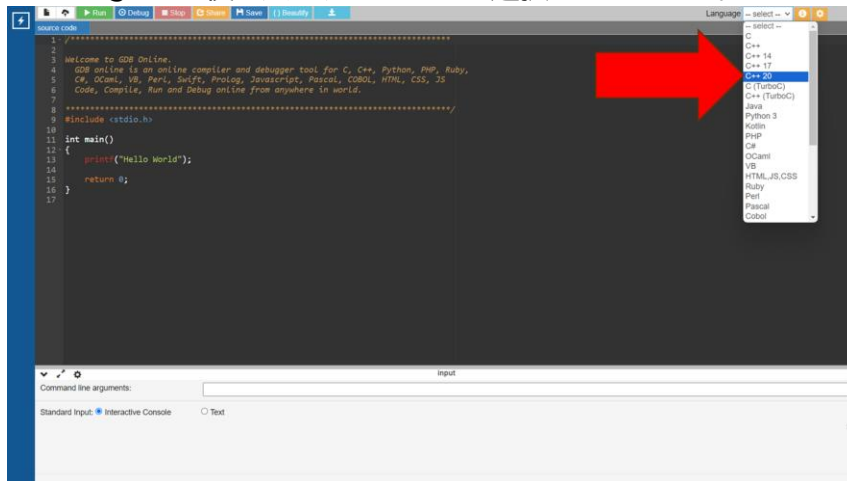 Run Debug Stop Share Save { } Beautify
Language -- select --
source code
1 /******************************************************************************
2
3 Welcome to GDB Online.
4 GDB online is an online compiler and debugger tool for C, C++, Python, PHP, Ruby,
5 C#, OCaml, VB, Perl, Swift, Prolog, Javascript, Pascal, COBOL, HTML, CSS, JS
6 Code, Compile, Run and Debug online from anywhere in world.
7
8 *******************************************************************************/
9 #include <stdio.h>
10
11 int main()
12 {
13 printf("Hello World");
14
15 return 0;
16 }
17
-- select --
C
C++
C++ 14
C++ 17
C++ 20
C (TurboC)
C++ (TurboC)
Java
Python 3
Kotlin
PHP
C#
OCaml
VB
HTML,JS,CSS
Ruby
Perl
Pascal
Cobol
input
Command line arguments:
Standard Input: Interactive Console Text